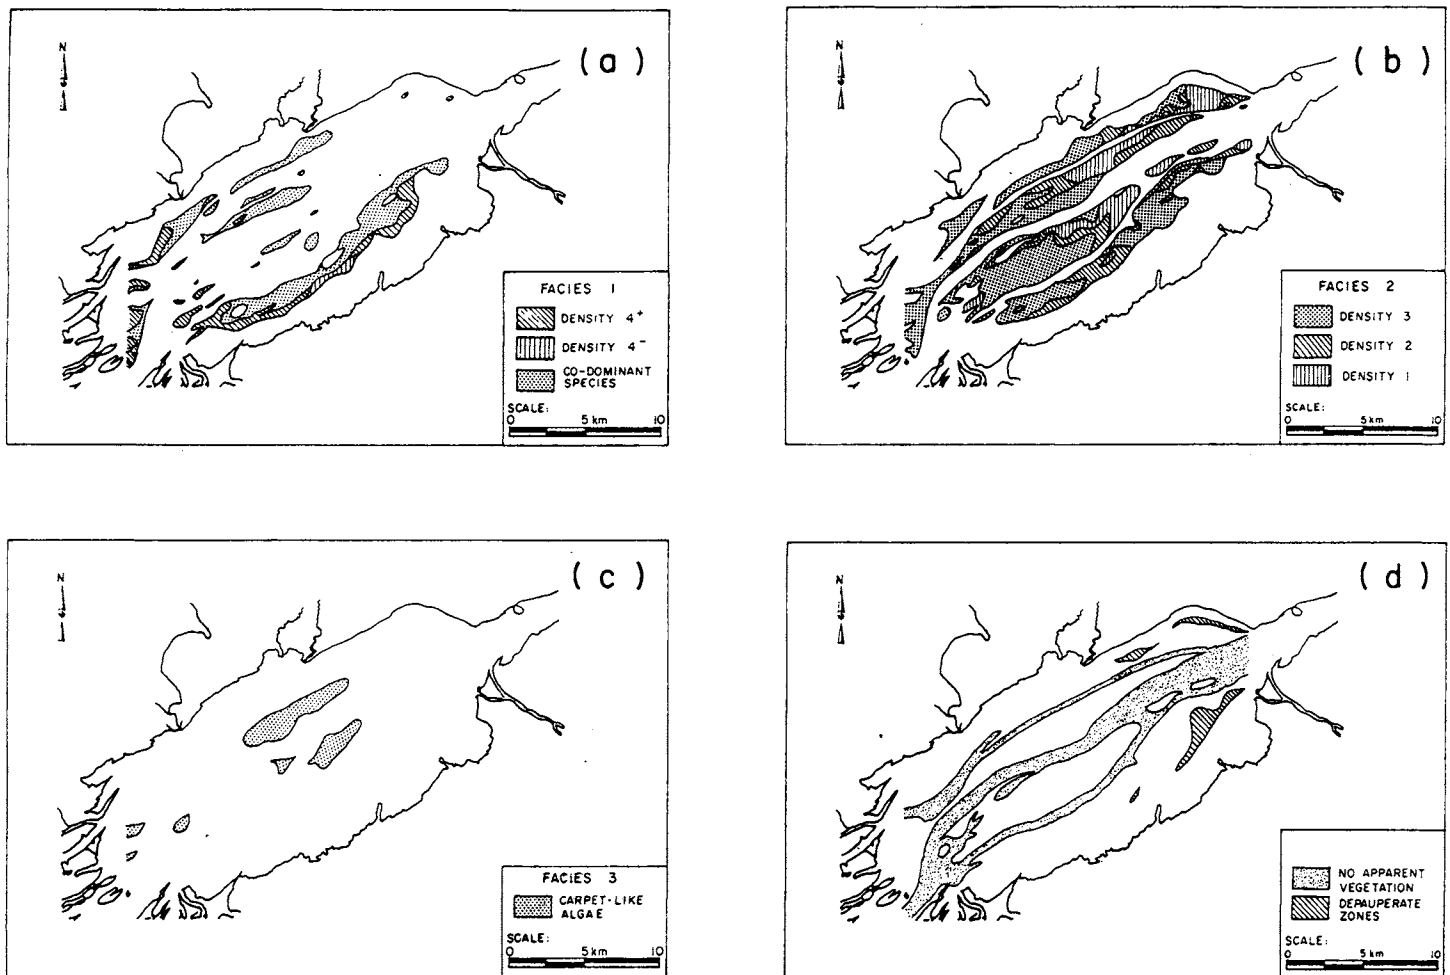 N
( a )
FACIES 1
DENSITY 4+
DENSITY 4-
CO-DOMINANT
SPECIES
SCALE:
0 5 km 10
N
( b )
FACIES 2
DENSITY 3
DENSITY 2
DENSITY 1
SCALE:
0 5 km 10
N
( c )
FACIES 3
CARPET-LIKE
ALGAE
SCALE:
0 5 km 10
N
( d )
NO APPARENT
VEGETATION
DEPAUPERATE
ZONES
SCALE:
0 5 km 10